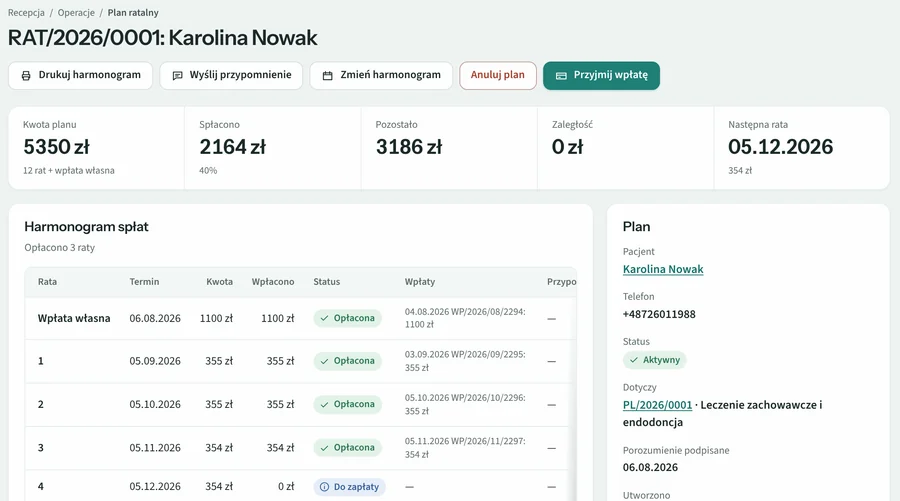 Recepcja / Operacje / Plan ratalny
RAT/2026/0001: Karolina Nowak
Drukuj harmonogram
Wyślij przypomnienie
Zmień harmonogram
Anuluj plan
Przyjmij wpłatę
Kwota planu
5350 zł
12 rat + wpłata własna
Spłacono
2164 zł
40%
Pozostało
3186 zł
Zaległość
0 zł
Następna rata
05.12.2026
354 zł
Harmonogram spłat
Opłacono 3 raty
Rata Termin Kwota Wpłacono Status Wpłaty Przypo
Wpłata własna 06.08.2026 1100 zł 1100 zł Opłacona 04.08.2026 WP/2026/08/2294:
1100 zł —
1 05.09.2026 355 zł 355 zł Opłacona 03.09.2026 WP/2026/09/2295:
355 zł —
2 05.10.2026 355 zł 355 zł Opłacona 05.10.2026 WP/2026/10/2296:
355 zł —
3 05.11.2026 354 zł 354 zł Opłacona 05.11.2026 WP/2026/11/2297:
354 zł —
4 05.12.2026 354 zł 0 zł Do zapłaty — —
Plan
Pacjent
Karolina Nowak
Telefon
+48726011988
Status
Aktywny
Dotyczy
PL/2026/0001 · Leczenie zachowawcze i
endodoncja
Porozumienie podpisane
06.08.2026
Utworzono